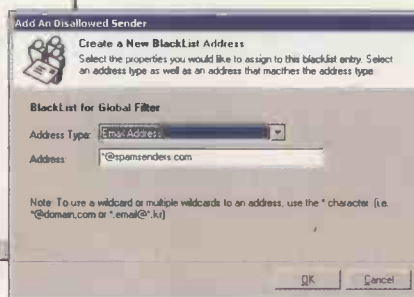 Add An Disallowed Sender
Create a New BlackList Address
Select the properties you would like to assign to this blacklist entry. Select
an address type as well as an address that macthes the address type
BlackList for Global Filter
Address Type: Email Address
Address: *@spamsenders.com
Note: To use a wildcard or multiple wildcards to an address, use the * character (i.e.
*@domain.com or *.email@*.kr)
OK
Cancel